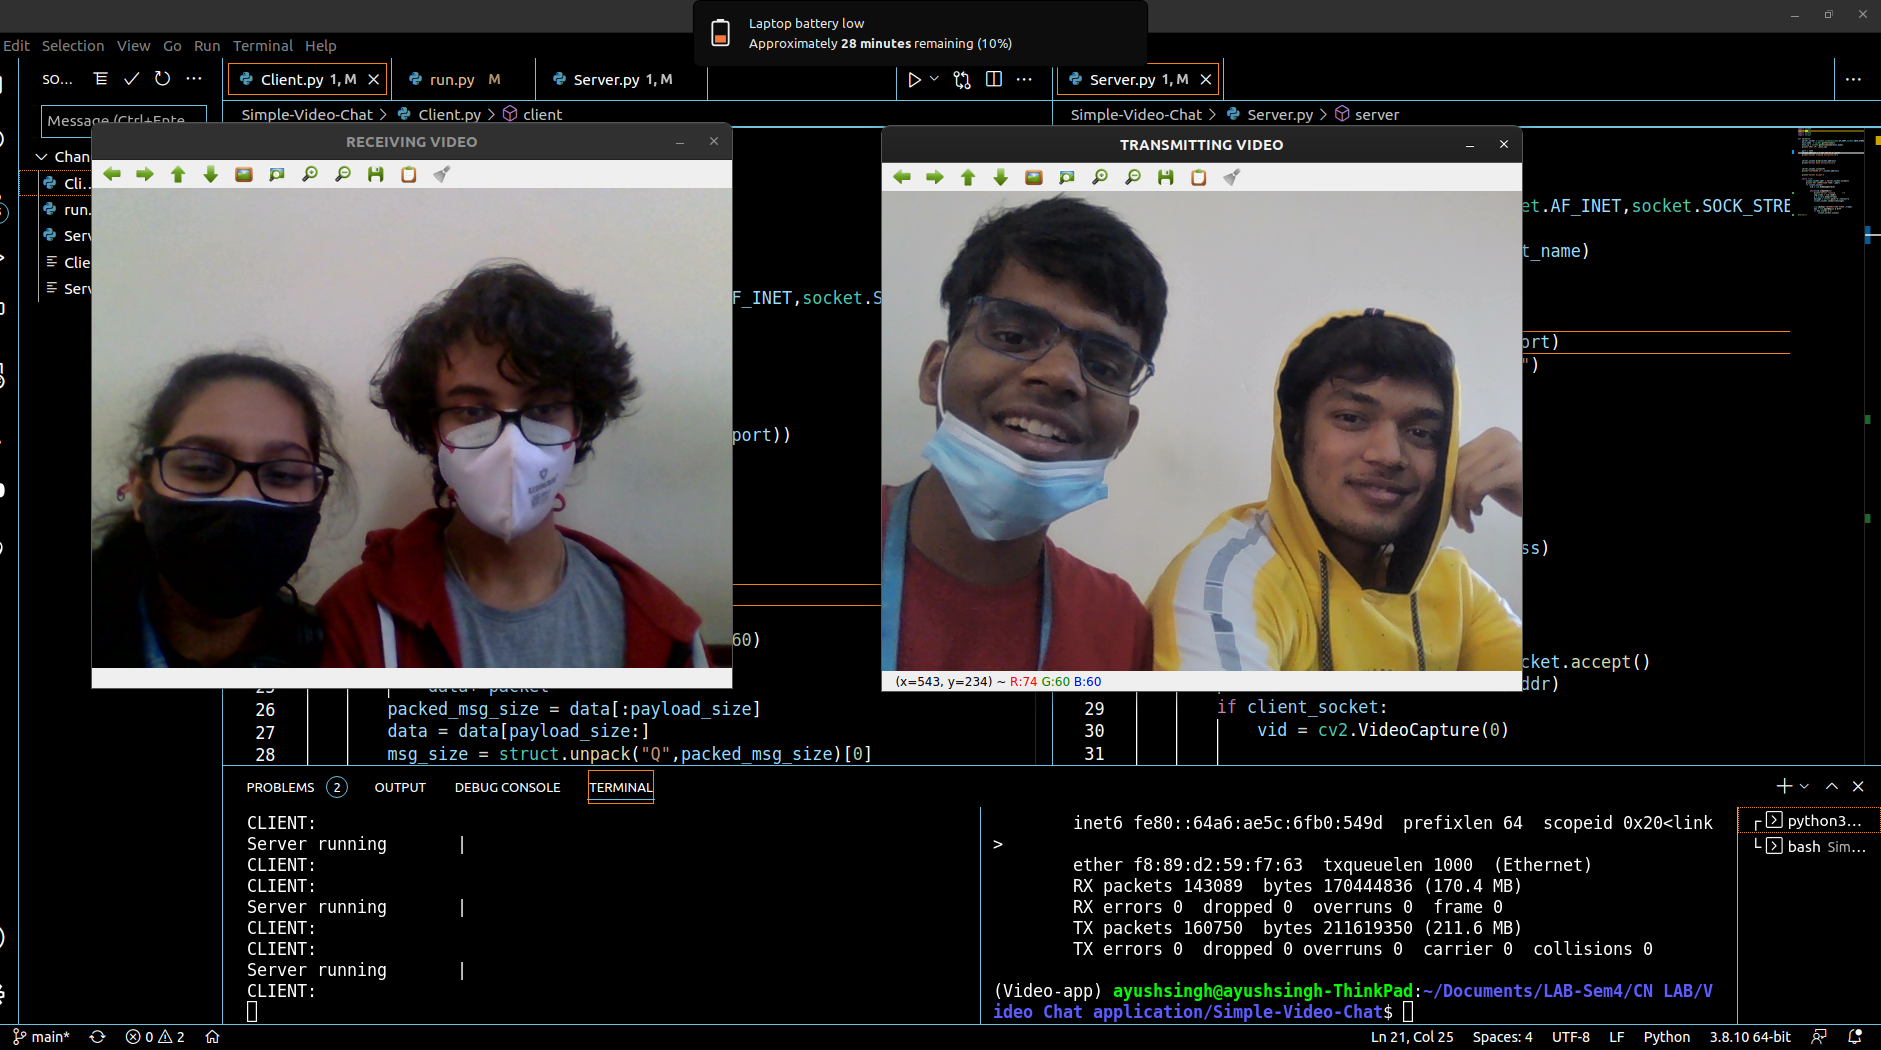 Laptop battery low
Approximately 28 minutes remaining (10%)
Edit Selection View Go Run Terminal Help
SO...
Client.py 1, M
run.py M
Server.py 1, M
Server.py 1, M
Message (Ctrl+Ente
Simple-Video-Chat > Client.py > client
Simple-Video-Chat > Server.py > server
Chan
Cli...
run.
Serv
Clie
Serv
RECEIVING VIDEO
TRANSMITTING VIDEO
et.AF_INET,socket.SOCK_STRE
t_name)
F_INET,socket.S
ort)
")
port))
ss)
60)
cket.accept()
ddr)
(x=543, y=234) ~ R:74 G:60 B:60
26 packed_msg_size = data[:payload_size]
27 data = data[payload_size:]
28 msg_size = struct.unpack("Q",packed_msg_size)[0]
29 if client_socket:
30 vid = cv2.VideoCapture(0)
31
PROBLEMS 2 OUTPUT DEBUG CONSOLE TERMINAL
CLIENT:
Server running |
CLIENT:
CLIENT:
Server running |
CLIENT:
CLIENT:
Server running |
CLIENT:
inet6 fe80::64a6:ae5c:6fb0:549d prefixlen 64 scopeid 0x20<link
>
ether f8:89:d2:59:f7:63 txqueuelen 1000 (Ethernet)
RX packets 143089 bytes 170444836 (170.4 MB)
RX errors 0 dropped 0 overruns 0 frame 0
TX packets 160750 bytes 211619350 (211.6 MB)
TX errors 0 dropped 0 overruns 0 carrier 0 collisions 0
(Video-app) ayushsingh@ayushsingh-ThinkPad:~/Documents/LAB-Sem4/CN LAB/V
ideo Chat application/Simple-Video-Chat$
python3...
bash Sim...
main* 0 2
Ln 21, Col 25 Spaces: 4 UTF-8 LF Python 3.8.10 64-bit